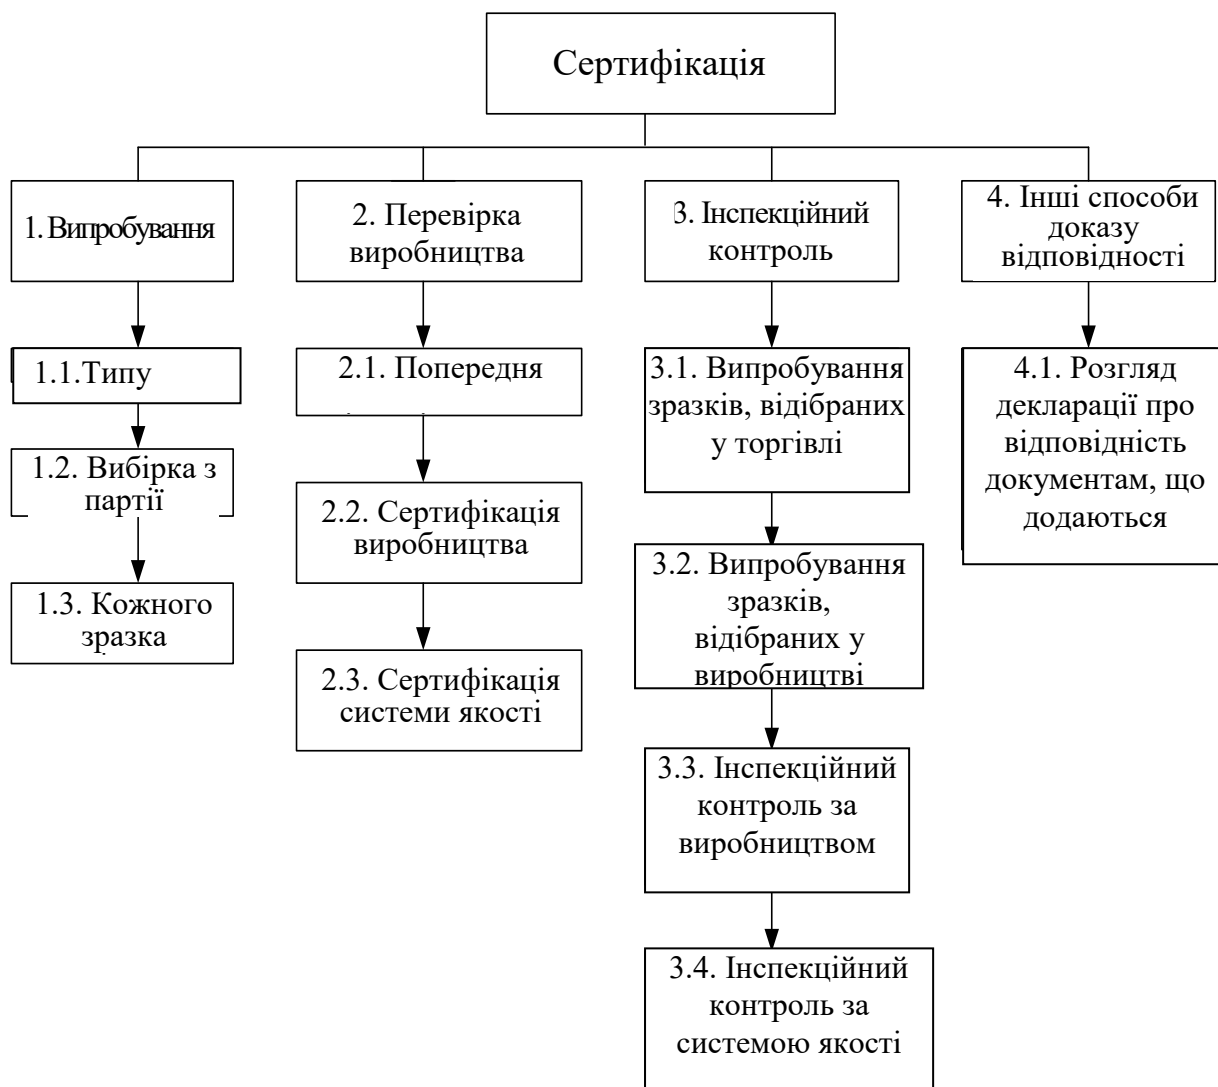 Сертифікація
1. Випробування
2. Перевірка
виробництва
3. Інспекційний
контроль
4. Інші способи
доказу
відповідності
1.1.Типу
1.2. Вибірка з
партії
1.3. Кожного
зразка
2.1. Попередня
2.2. Сертифікація
виробництва
2.3. Сертифікація
системи якості
3.1. Випробування
зразків, відібраних
у торгівлі
3.2. Випробування
зразків,
відібраних у
виробництві
3.3. Інспекційний
контроль за
виробництвом
3.4. Інспекційний
контроль за
системою якості
4.1. Розгляд
декларації про
відповідність
документам, що
додаються